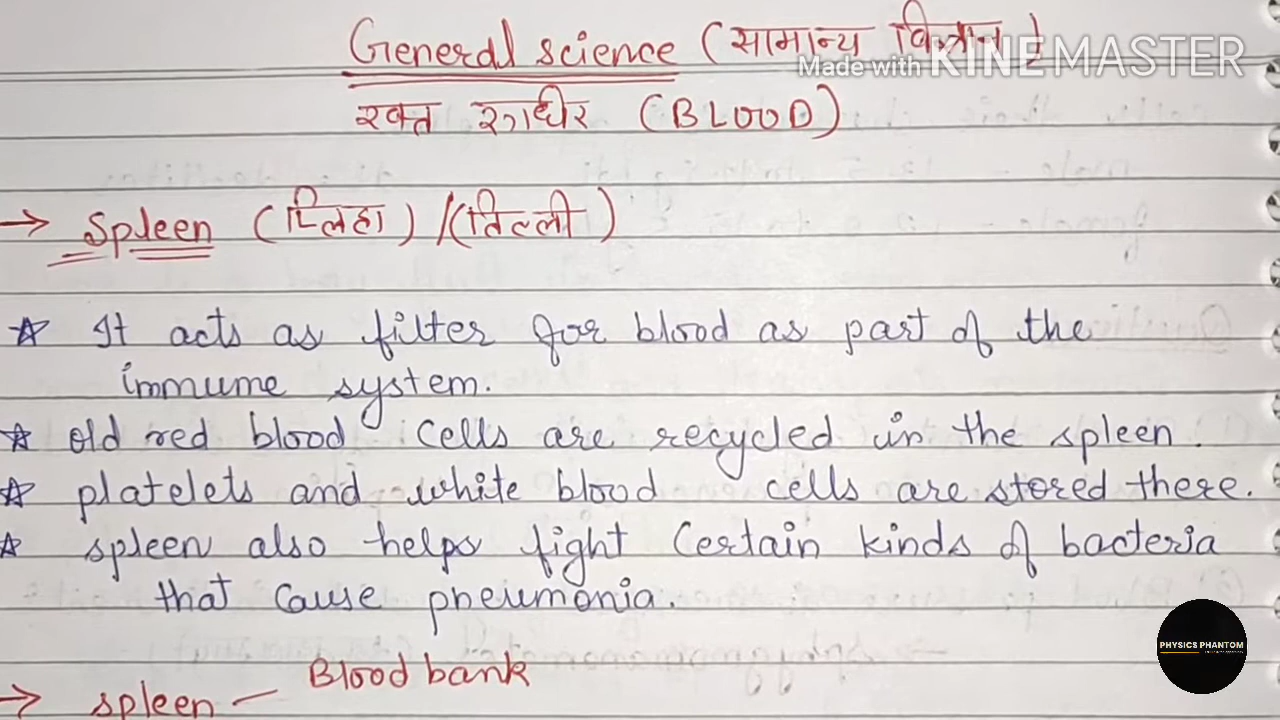 General science (सामान्य विज्ञान)
Made with KINEMASTER
रक्त रुधीर (BLOOD)
→ Spleen (प्लिहा) / (तिल्ली)
☆ It acts as filter for blood as part of the
immume system.
☆ old red blood cells are recycled in the spleen.
☆ platelets and white blood cells are stored there.
☆ spleen also helps fight certain kinds of bacteria
that cause pneumonia.
PHYSICS PHANTOM
Blood bank
→ spleen —